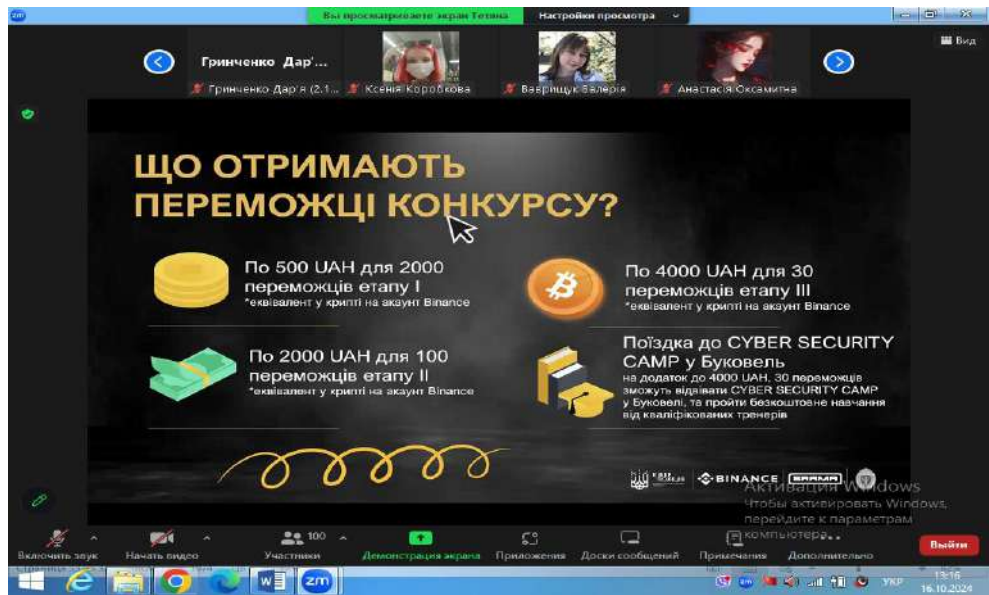 zm
Вы просматриваете экран Тетяна
Настройки просмотра
Вид
Гринченко Дар'...
Гринченко Дар'я (2.1...
Ксенія Коробкова
Ваврищук Валерія
Анастасія Оксамитна
ЩО ОТРИМАЮТЬ
ПЕРЕМОЖЦІ КОНКУРСУ?
По 500 UAH для 2000
переможців етапу I
*еквівалент у крипті на акаунт Binance
По 4000 UAH для 30
переможців етапу III
*еквівалент у крипті на акаунт Binance
По 2000 UAH для 100
переможців етапу II
*еквівалент у крипті на акаунт Binance
Поїздка до CYBER SECURITY
CAMP у Буковель
на додаток до 4000 UAH, 30 переможців
зможуть відвівати CYBER SECURITY CAMP
у Буковелі, та пройти безкоштовне навчання
від кваліфікованих тренерів
BINANCE
Активация Windows
Чтобы активировать Windows,
перейдите к параметрам
компьютера.
100
Включить звук
Начать видео
Участники
Демонстрация экрана
Приложения
Доски сообщений
Примечания
Дополнительно
Выйти
zm
УКР
13:16
16.10.2024